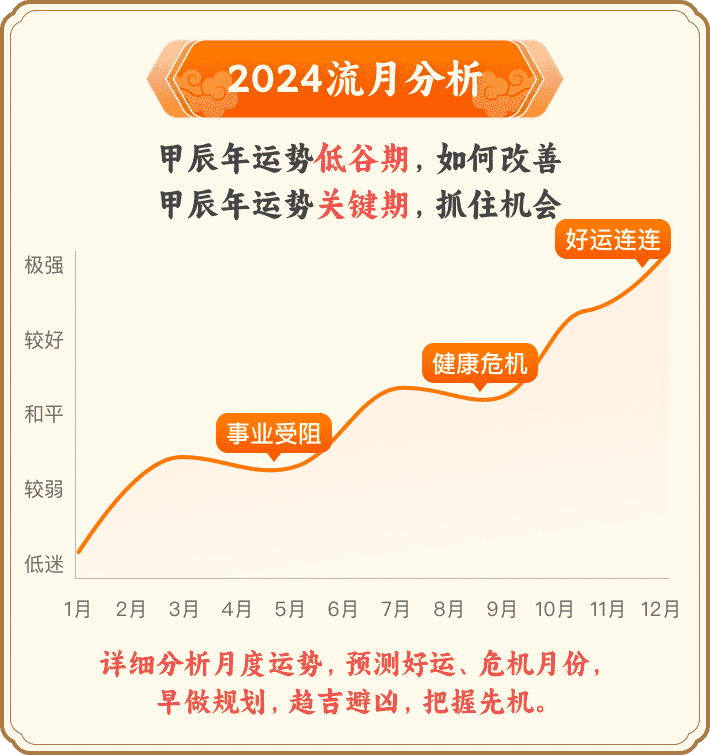 2024流月分析
甲辰年运势低谷期，如何改善
甲辰年运势关键期，抓住机会
好运连连
极强
较好
健康危机
和平
事业受阻
较弱
低迷
1月 2月 3月 4月 5月 6月 7月 8月 9月 10月 11月 12月
详细分析月度运势，预测好运、危机月份，
早做规划，趋吉避凶，把握先机。